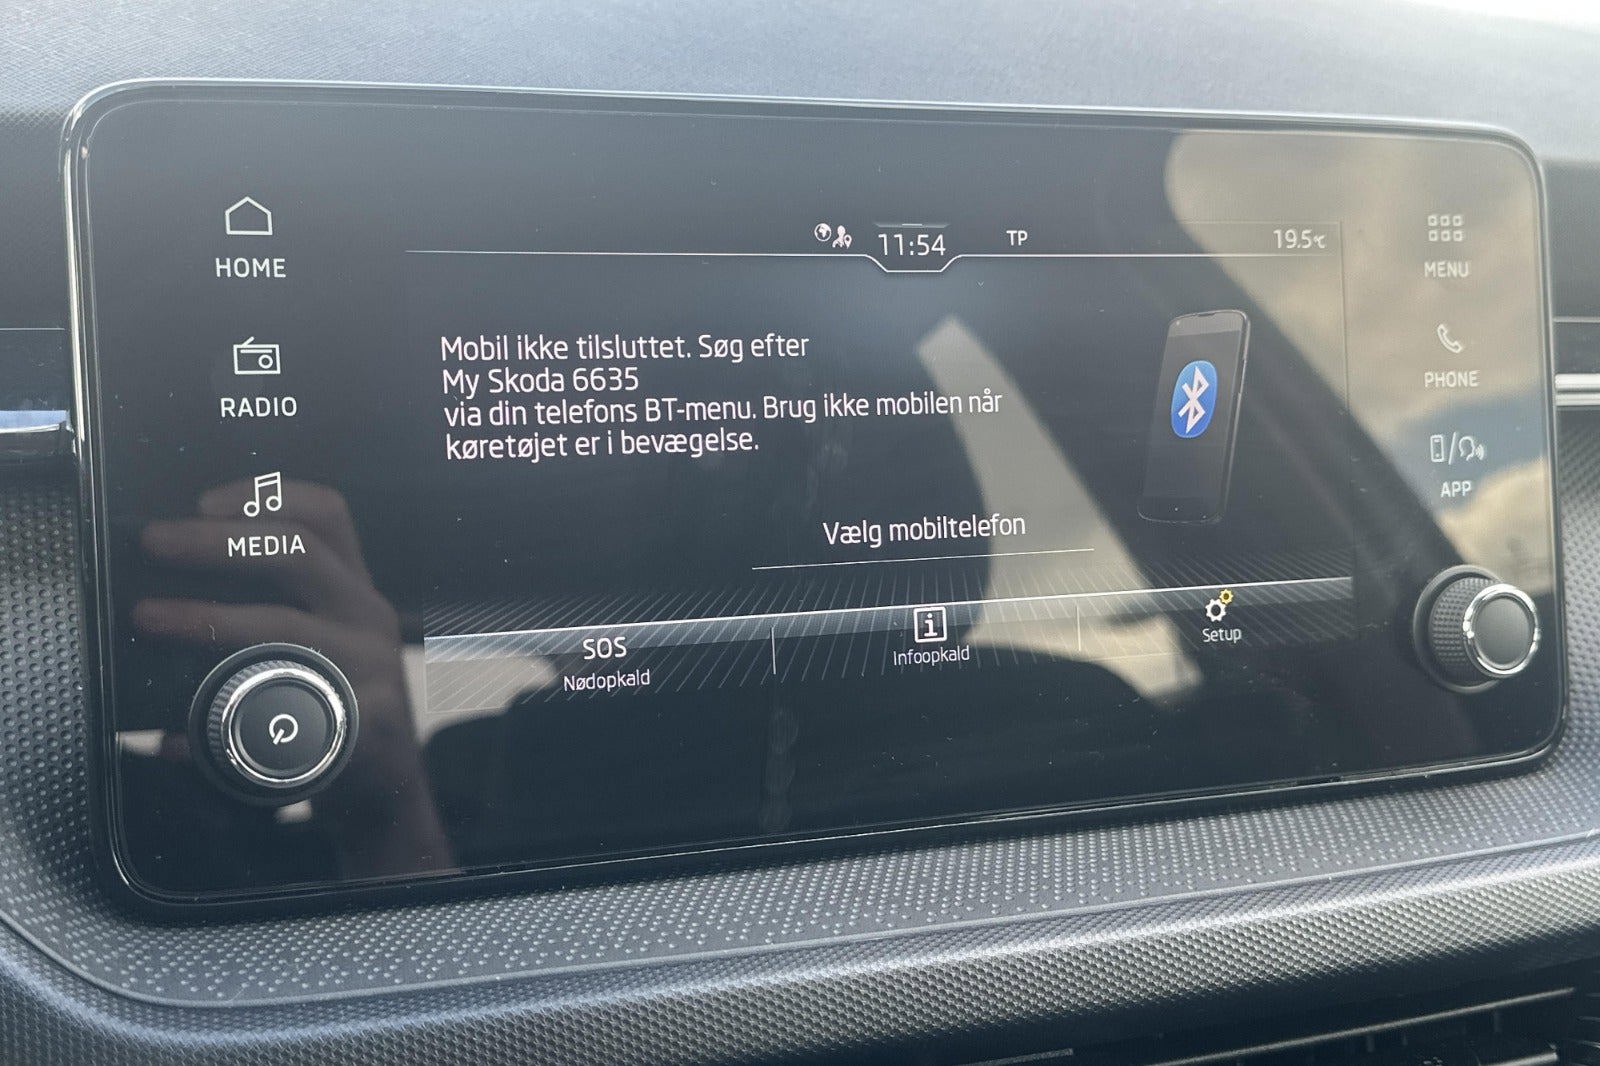 HOME
RADIO
MEDIA
11:54
TP
19.5°C
Mobil ikke tilsluttet. Søg efter
My Skoda 6635
via din telefons BT-menu. Brug ikke mobilen når
køretøjet er i bevægelse.
Vælg mobiltelefon
SOS
Nødopkald
i
Infoopkald
Setup
MENU
PHONE
APP